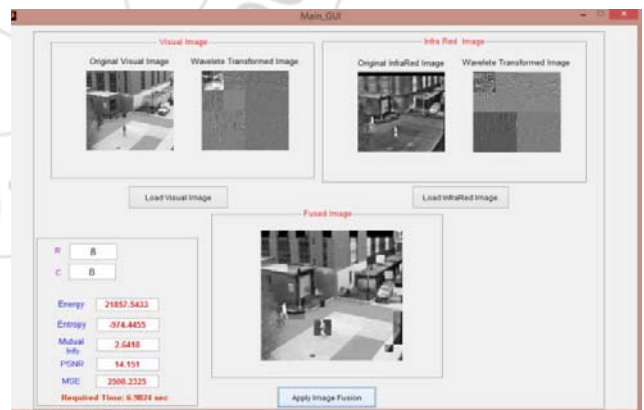 Main_GUI
Visual Image
Original Visual Image
Wavelete Transformed Image
Infra Red Image
Original InfraRed Image
Wavelete Transformed Image
Load Visual Image
Load InfraRed Image
Fused Image
R 8
C 8
Energy 21857.5433
Entropy -974.4455
Mutual Info 2.6418
PSNR 14.151
MSE 2500.2325
Required Time: 6.9824 sec
Apply Image Fusion